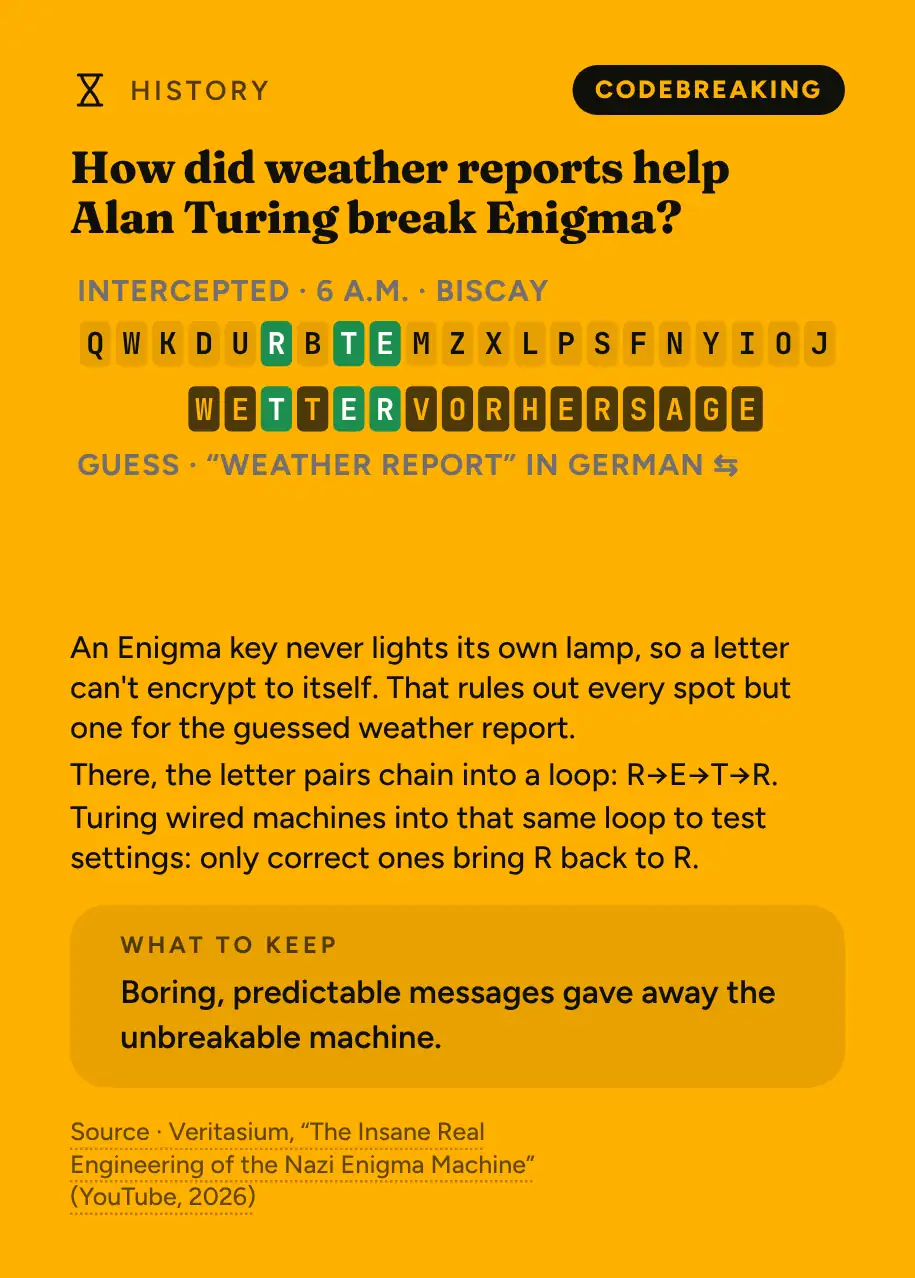 HISTORY
CODEBREAKING
How did weather reports help
Alan Turing break Enigma?
INTERCEPTED · 6 A.M. · BISCAY
QWKDURBTEMZXLPSFNYIOJ
WETTERVORHERSAGE
GUESS · “WEATHER REPORT” IN GERMAN ⇆
An Enigma key never lights its own lamp, so a letter
can't encrypt to itself. That rules out every spot but
one for the guessed weather report.
There, the letter pairs chain into a loop: R→E→T→R.
Turing wired machines into that same loop to test
settings: only correct ones bring R back to R.
WHAT TO KEEP
Boring, predictable messages gave away the
unbreakable machine.
Source · Veritasium, “The Insane Real
Engineering of the Nazi Enigma Machine”
(YouTube, 2026)